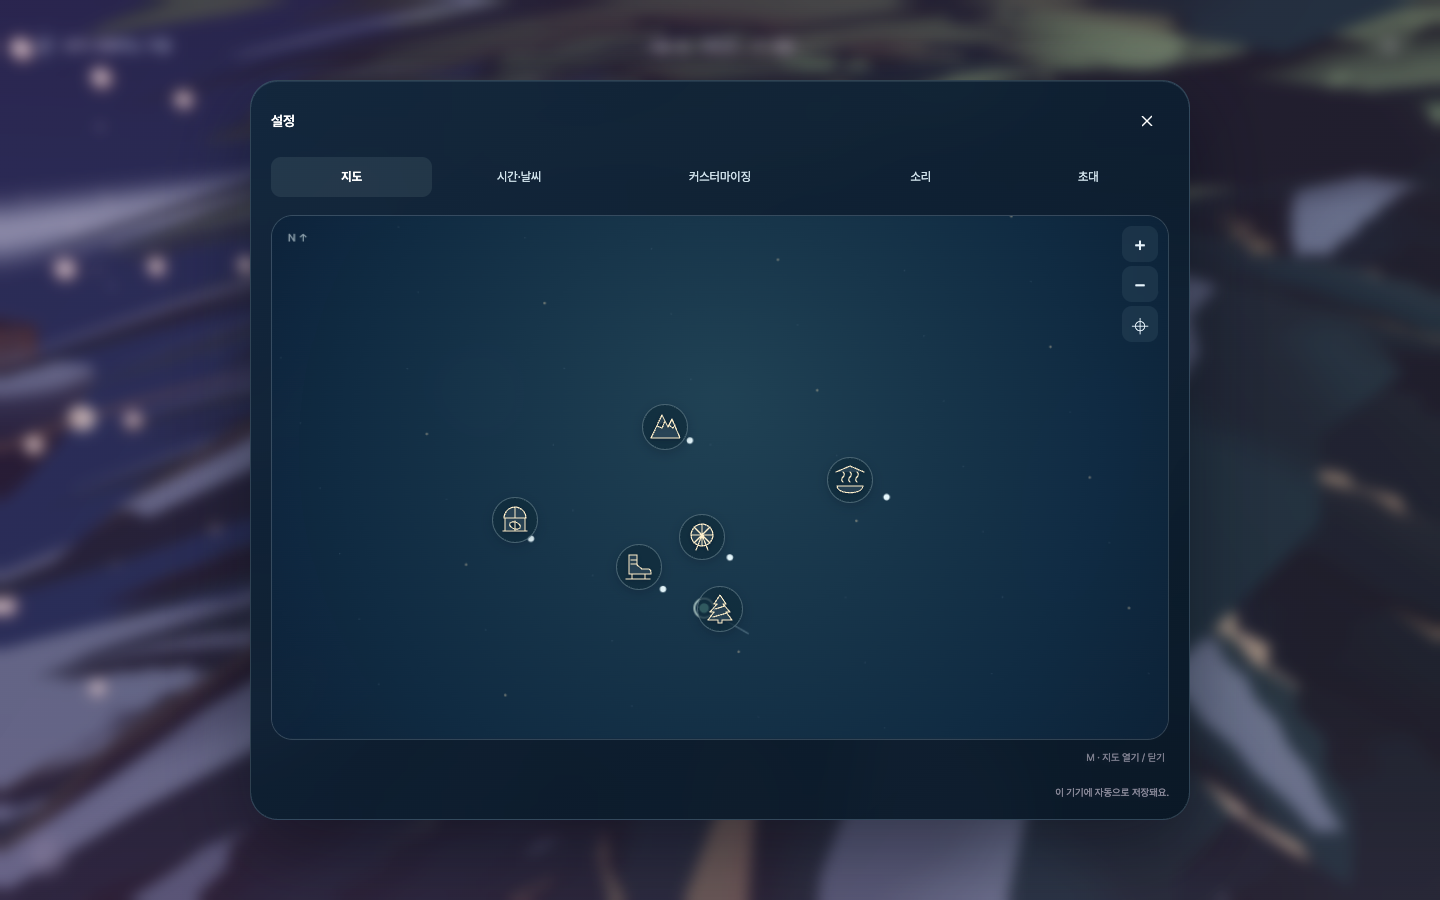 설정
지도
시간·날씨
커스터마이징
소리
초대
N ↑
+
−
M · 지도 열기 / 닫기
이 기기에 자동으로 저장돼요.